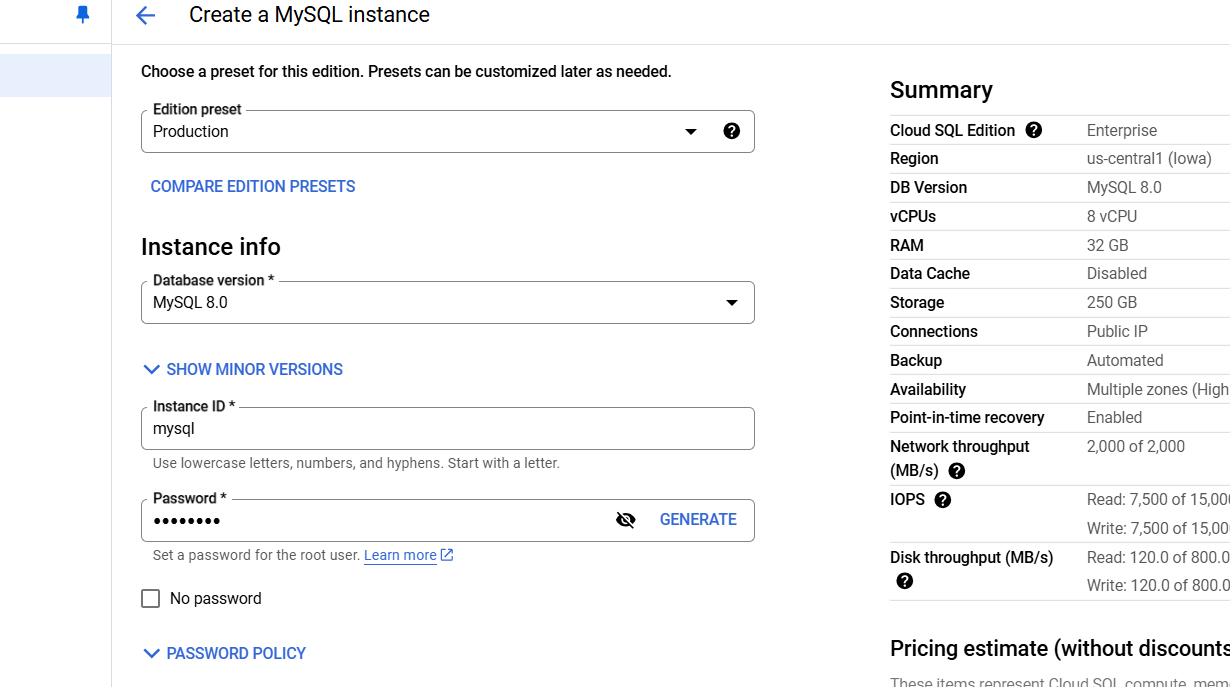 Create a MySQL instance
Choose a preset for this edition. Presets can be customized later as needed.
Edition preset
Production
COMPARE EDITION PRESETS
Instance info
Database version *
MySQL 8.0
SHOW MINOR VERSIONS
Instance ID *
mysql
Use lowercase letters, numbers, and hyphens. Start with a letter.
Password *
••••••••
GENERATE
Set a password for the root user. Learn more
No password
PASSWORD POLICY
Summary
Cloud SQL Edition Enterprise
Region us-central1 (Iowa)
DB Version MySQL 8.0
vCPUs 8 vCPU
RAM 32 GB
Data Cache Disabled
Storage 250 GB
Connections Public IP
Backup Automated
Availability Multiple zones (High
Point-in-time recovery Enabled
Network throughput 2,000 of 2,000
(MB/s)
IOPS Read: 7,500 of 15,00
Write: 7,500 of 15,00
Disk throughput (MB/s) Read: 120.0 of 800.0
Write: 120.0 of 800.0
Pricing estimate (without discounts
These items represent Cloud SQL compute, mem